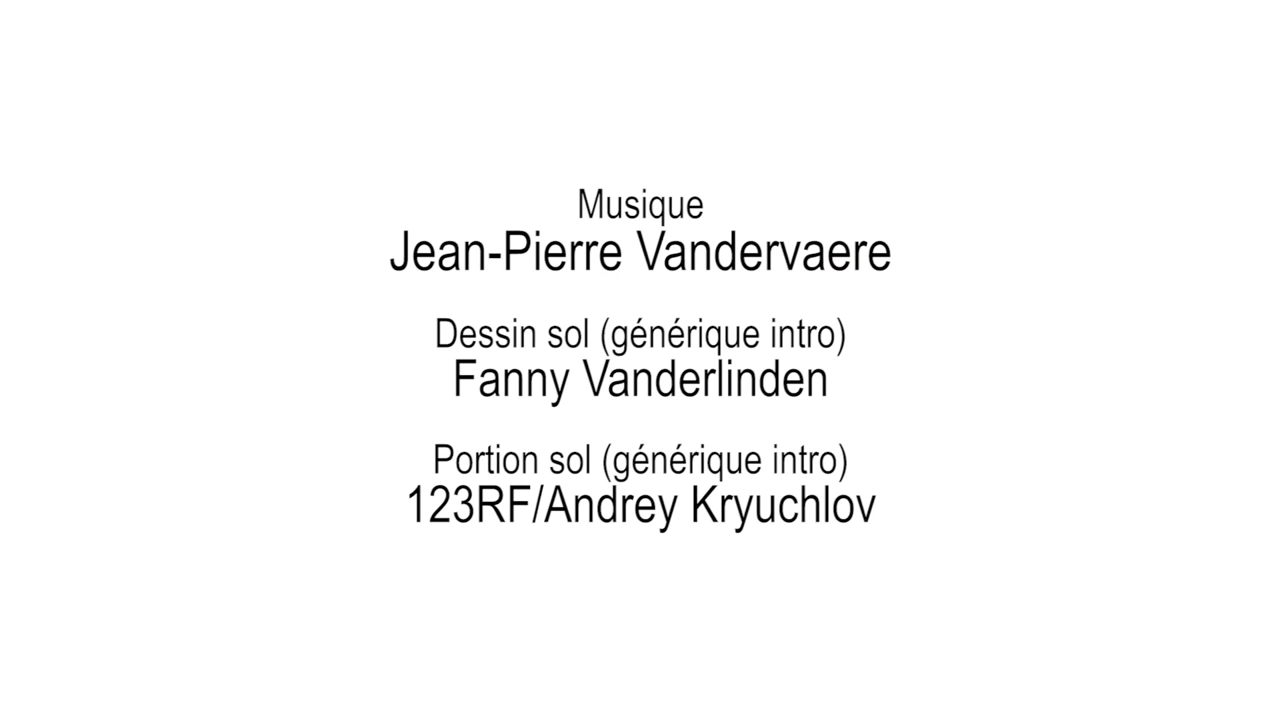 Musique
Jean-Pierre Vandervaere
Dessin sol (générique intro)
Fanny Vanderlinden
Portion sol (générique intro)
123RF/Andrey Kryuchlov